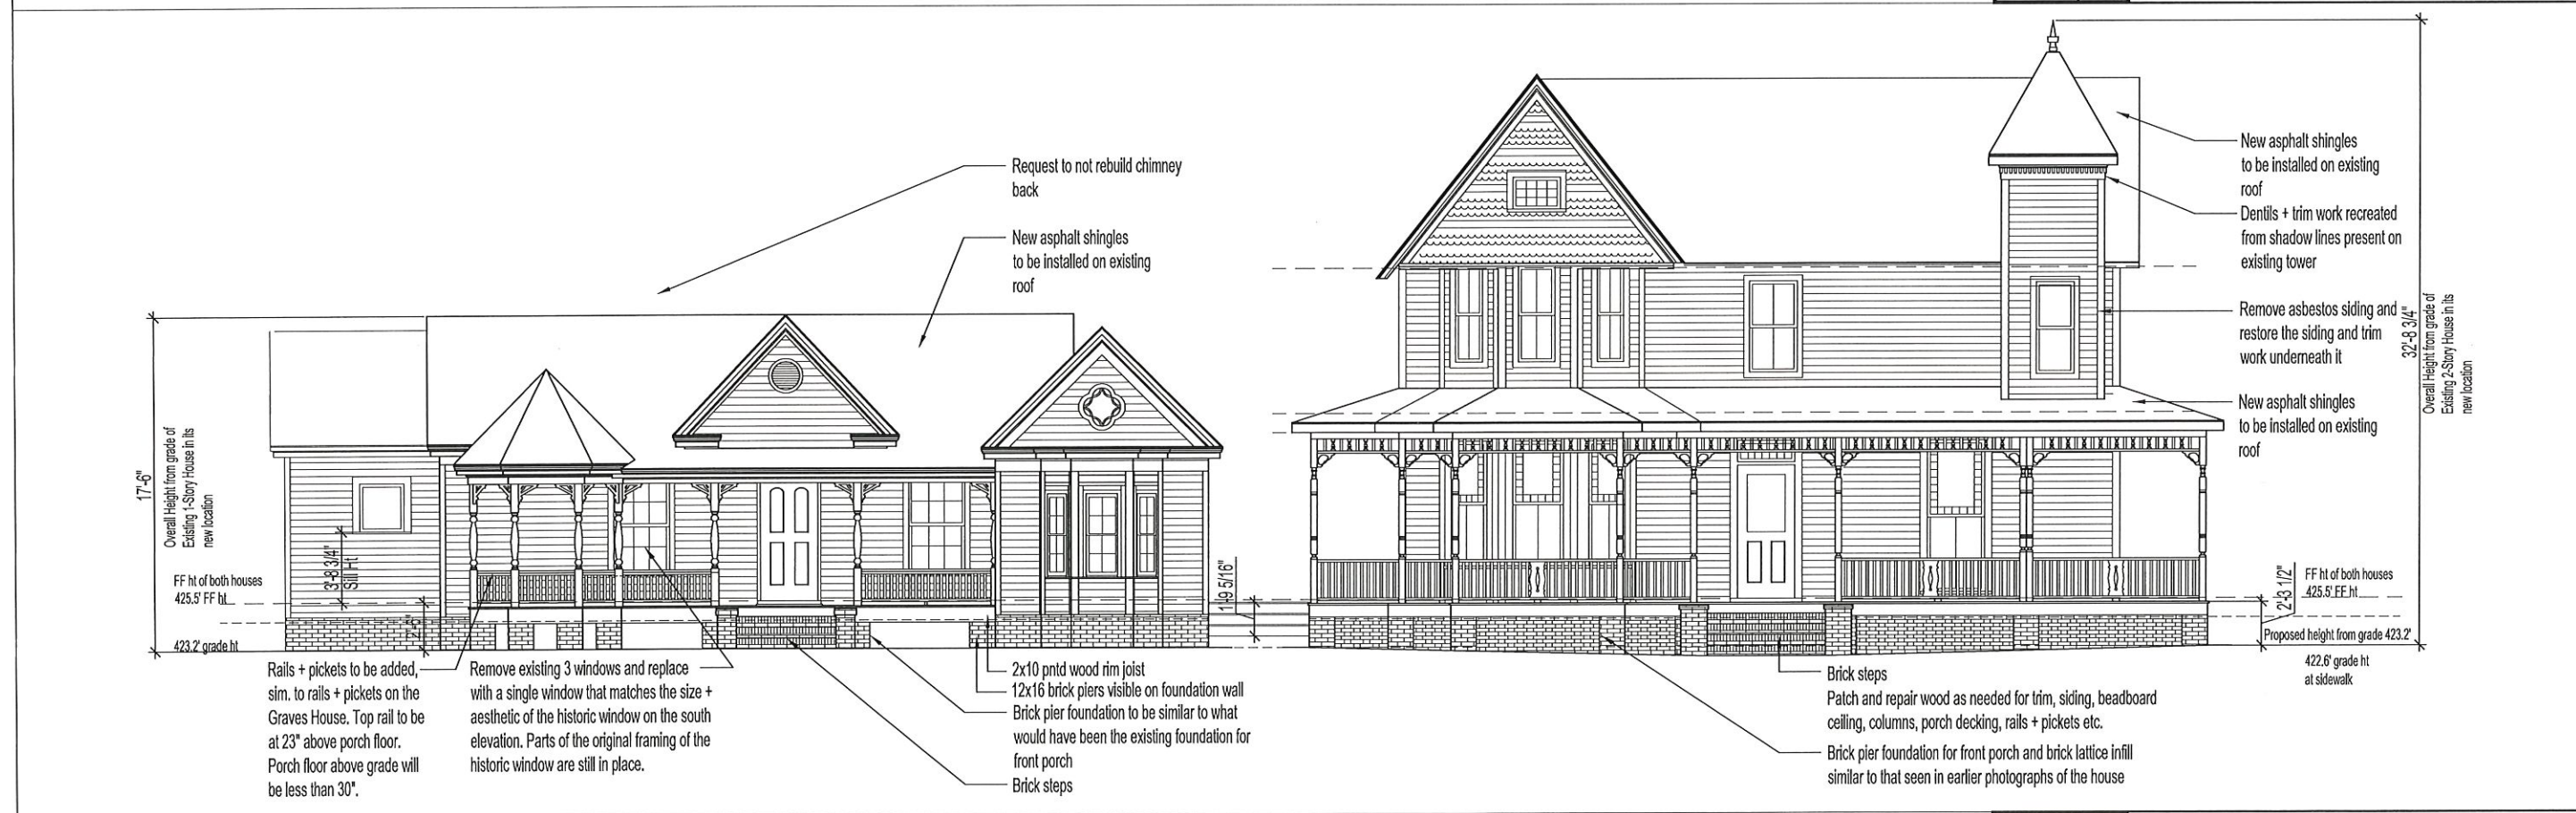 Request to not rebuild chimney
back
New asphalt shingles
to be installed on existing
roof
17'-6"
Overall Height from grade of
Existing 1-Story House in its
new location
3'-8 3/4"
Sill Ht
FF ht of both houses
425.5' FF ht
423.2' grade ht
Rails + pickets to be added,
sim. to rails + pickets on the
Graves House. Top rail to be
at 23" above porch floor.
Porch floor above grade will
be less than 30".
Remove existing 3 windows and replace
with a single window that matches the size +
aesthetic of the historic window on the south
elevation. Parts of the original framing of the
historic window are still in place.
2x10 pntd wood rim joist
12x16 brick piers visible on foundation wall
Brick pier foundation to be similar to what
would have been the existing foundation for
front porch
Brick steps
1'-9 5/16"
New asphalt shingles
to be installed on existing
roof
Dentils + trim work recreated
from shadow lines present on
existing tower
Remove asbestos siding and
restore the siding and trim
work underneath it
New asphalt shingles
to be installed on existing
roof
32'-8 3/4"
Overall Height from grade of
Existing 2-Story House in its
new location
2'-3 1/2"
FF ht of both houses
425.5' FF ht
Proposed height from grade 423.2'
422.6' grade ht
at sidewalk
Brick steps
Patch and repair wood as needed for trim, siding, beadboard
ceiling, columns, porch decking, rails + pickets etc.
Brick pier foundation for front porch and brick lattice infill
similar to that seen in earlier photographs of the house